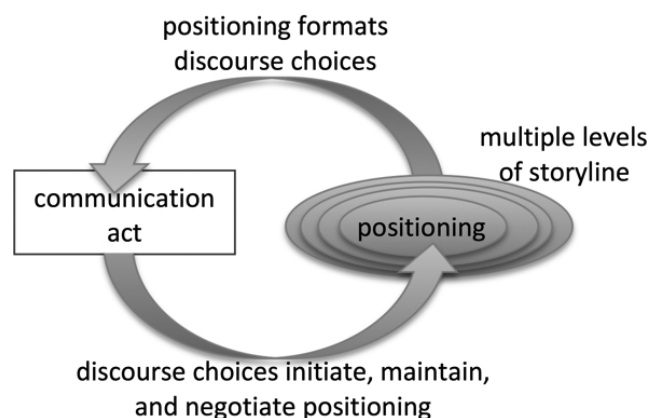 positioning formats
discourse choices
multiple levels
of storyline
communication
act
positioning
discourse choices initiate, maintain,
and negotiate positioning